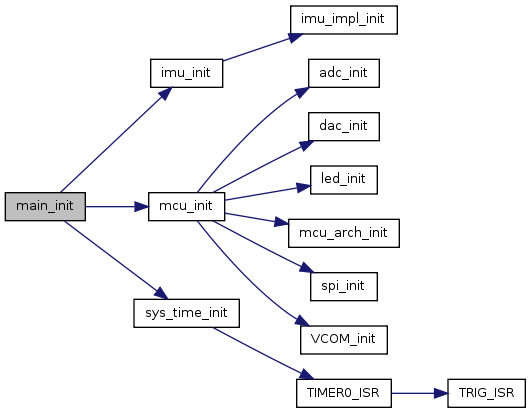 imu_impl_init
imu_init
adc_init
dac_init
led_init
main_init
mcu_init
mcu_arch_init
spi_init
sys_time_init
VCOM_init
TIMER0_ISR
TRIG_ISR